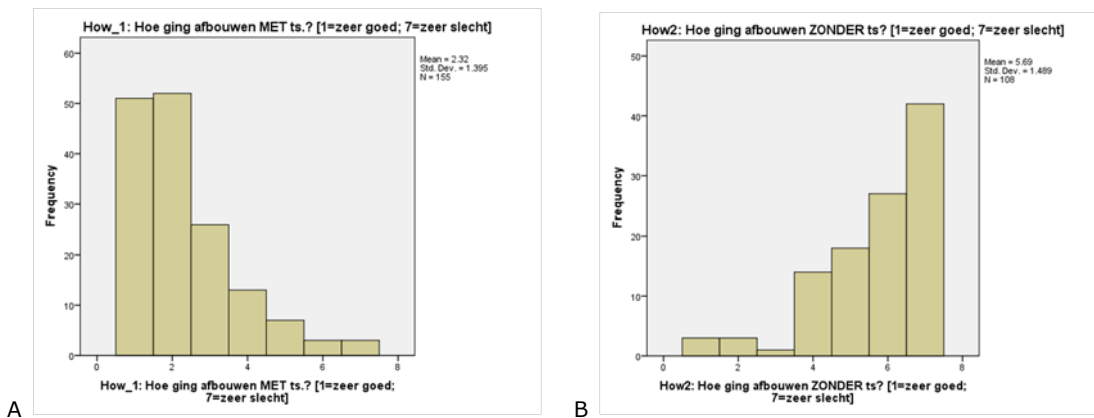 How_1: Hoe ging afbouwen MET ts.? [1=zeer goed; 7=zeer slecht]
Mean = 2.32
Std. Dev. = 1.395
N = 155
60
50
40
30
20
10
0
Frequency
0 2 4 6 8
How_1: Hoe ging afbouwen MET ts.? [1=zeer goed;
7=zeer slecht]
A
How2: Hoe ging afbouwen ZONDER ts? [1=zeer goed; 7=zeer slecht]
Mean = 5.69
Std. Dev. = 1.489
N = 108
50
40
30
20
10
0
Frequency
0 2 4 6 8
How2: Hoe ging afbouwen ZONDER ts? [1=zeer goed;
7=zeer slecht]
B